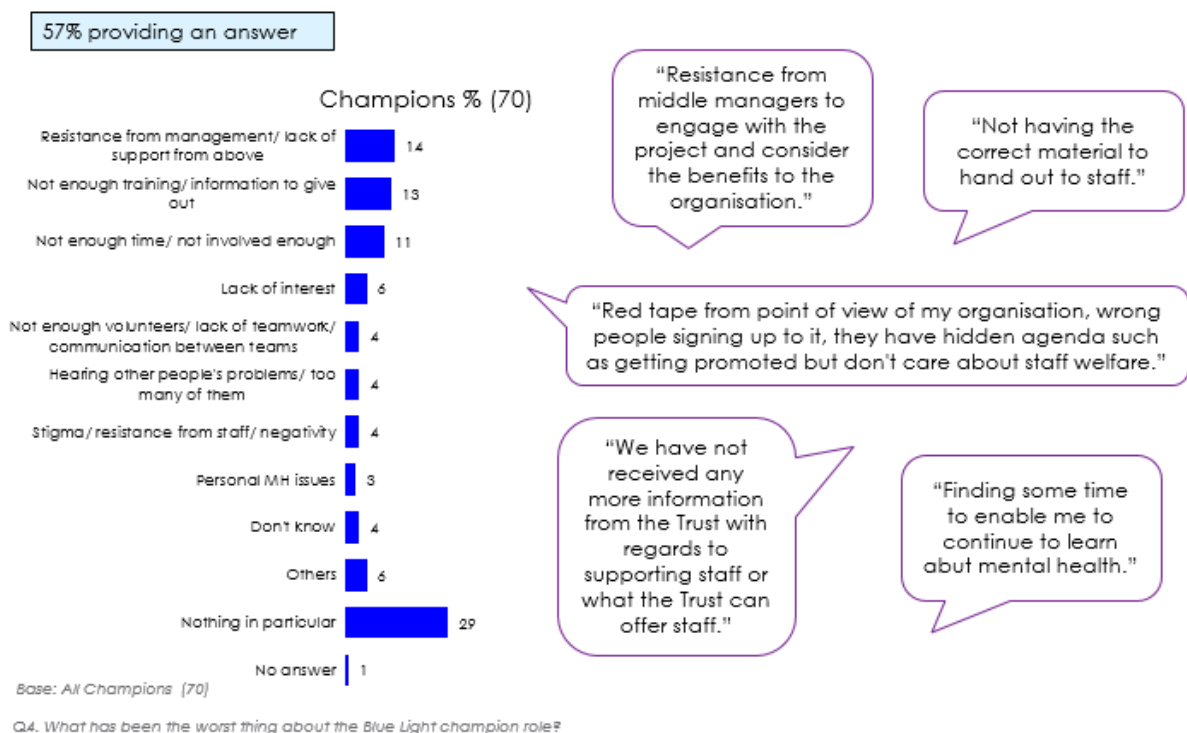 57% providing an answer
Champions % (70)
Resistance from management/ lack of
support from above
14
Not enough training/ information to give
out
13
Not enough time/ not involved enough
11
Lack of interest
6
Not enough volunteers/ lack of teamwork/
communication between teams
4
Hearing other people's problems/ too
many of them
4
Stigma/ resistance from staff/ negativity
4
Personal MH issues
3
Don't know
4
Others
6
Nothing in particular
29
No answer
1
Base: All Champions (70)
Q4. What has been the worst thing about the Blue Light champion role?
“Resistance from
middle managers to
engage with the
project and consider
the benefits to the
organisation.”
“Not having the
correct material to
hand out to staff.”
“Red tape from point of view of my organisation, wrong
people signing up to it, they have hidden agenda such
as getting promoted but don't care about staff welfare.”
“We have not
received any
more information
from the Trust with
regards to
supporting staff or
what the Trust can
offer staff.”
“Finding some time
to enable me to
continue to learn
abut mental health.”